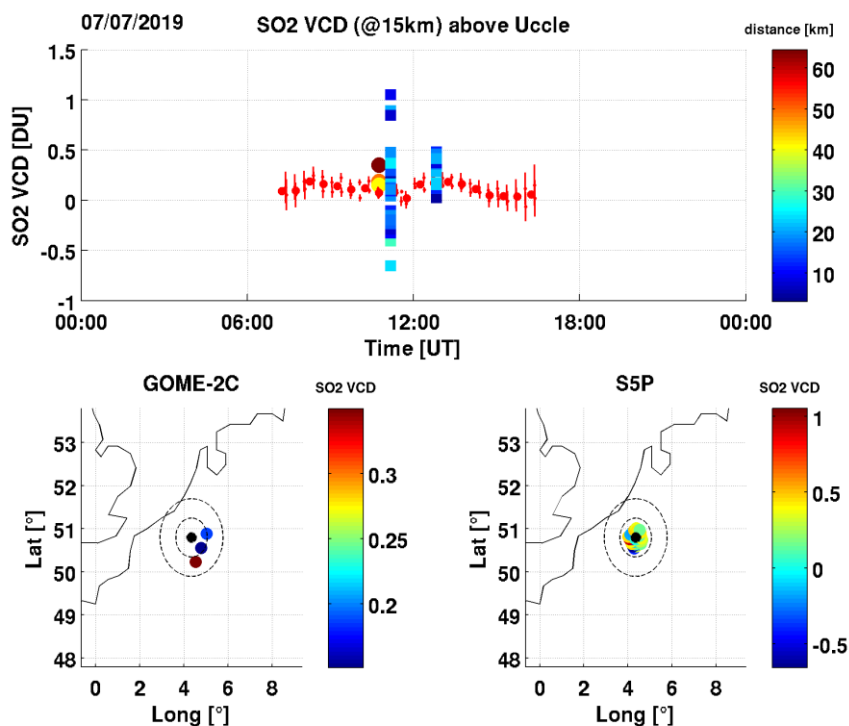 07/07/2019 SO2 VCD (@15km) above Uccle distance [km]
1.5
1
0.5
0
-0.5
-1
SO2 VCD [DU]
00:00 06:00 12:00 18:00 00:00
Time [UT]
60
50
40
30
20
10
GOME-2C SO2 VCD
53
52
51
50
49
48
Lat [°]
0 2 4 6 8
Long [°]
0.3
0.25
0.2
S5P SO2 VCD
53
52
51
50
49
48
Lat [°]
0 2 4 6 8
Long [°]
1
0.5
0
-0.5